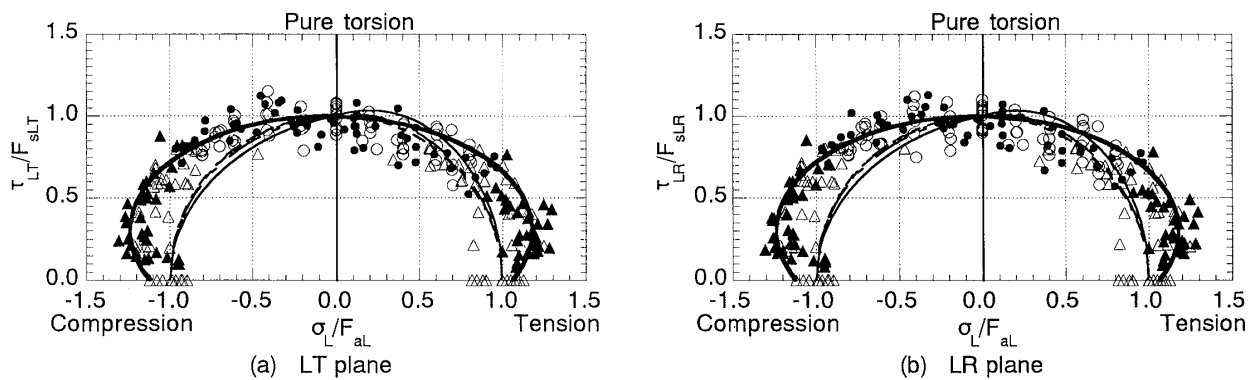 Pure torsion
1.5
1.0
0.5
0.0
τLT/FsLT
-1.5 -1.0 -0.5 0.0 0.5 1.0 1.5
Compression σL/FaL Tension
(a) LT plane
Pure torsion
1.5
1.0
0.5
0.0
τLR/FsLR
-1.5 -1.0 -0.5 0.0 0.5 1.0 1.5
Compression σL/FaL Tension
(b) LR plane